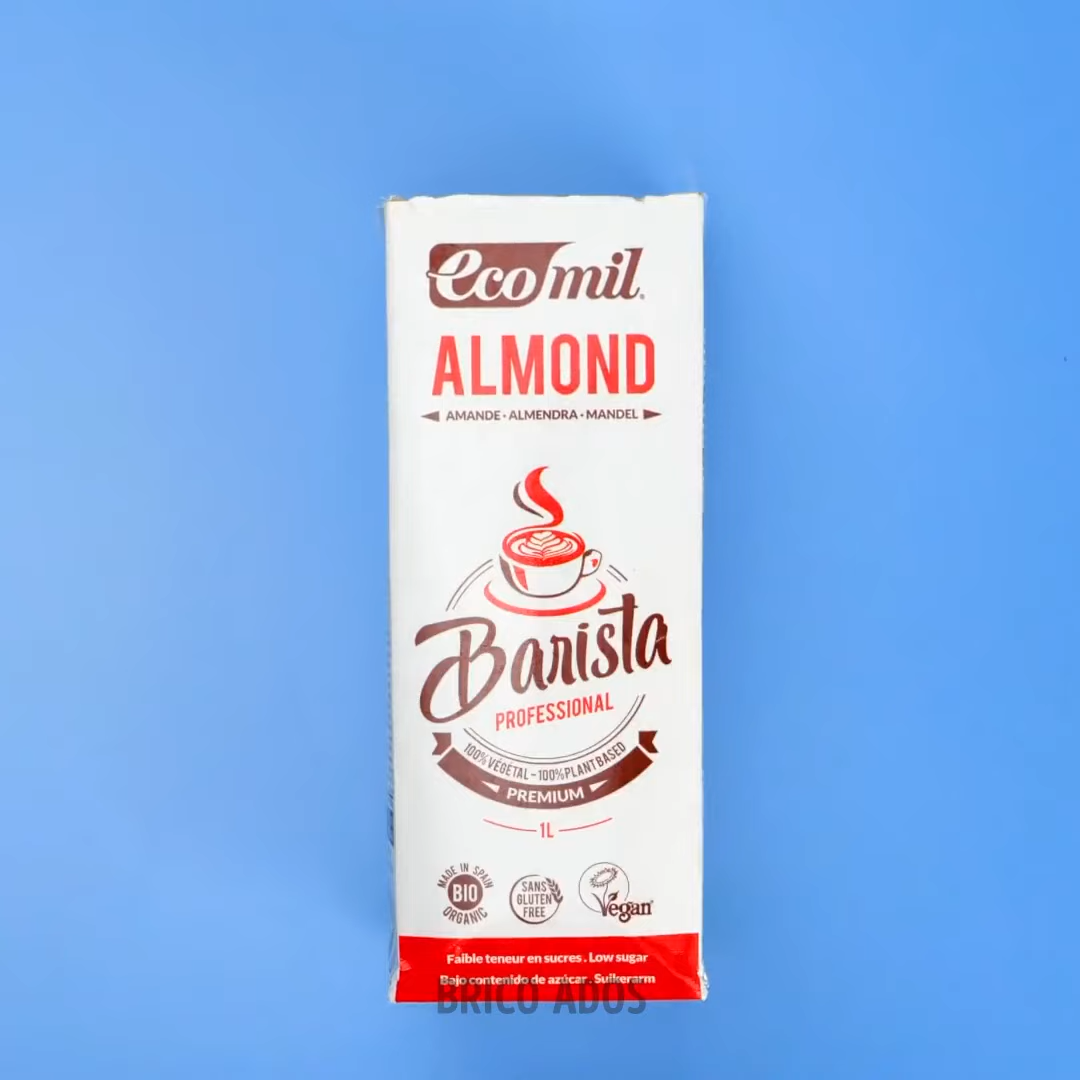 ecomil
ALMOND
AMANDE · ALMENDRA · MANDEL
Barista
PROFESSIONAL
100% VÉGÉTAL - 100% PLANT BASED
PREMIUM
1L
MADE IN SPAIN
BIO
ORGANIC
SANS
GLUTEN
FREE
Vegan
Faible teneur en sucres . Low sugar
Bajo contenido de azúcar . Suikerarm
BRICO ADOS